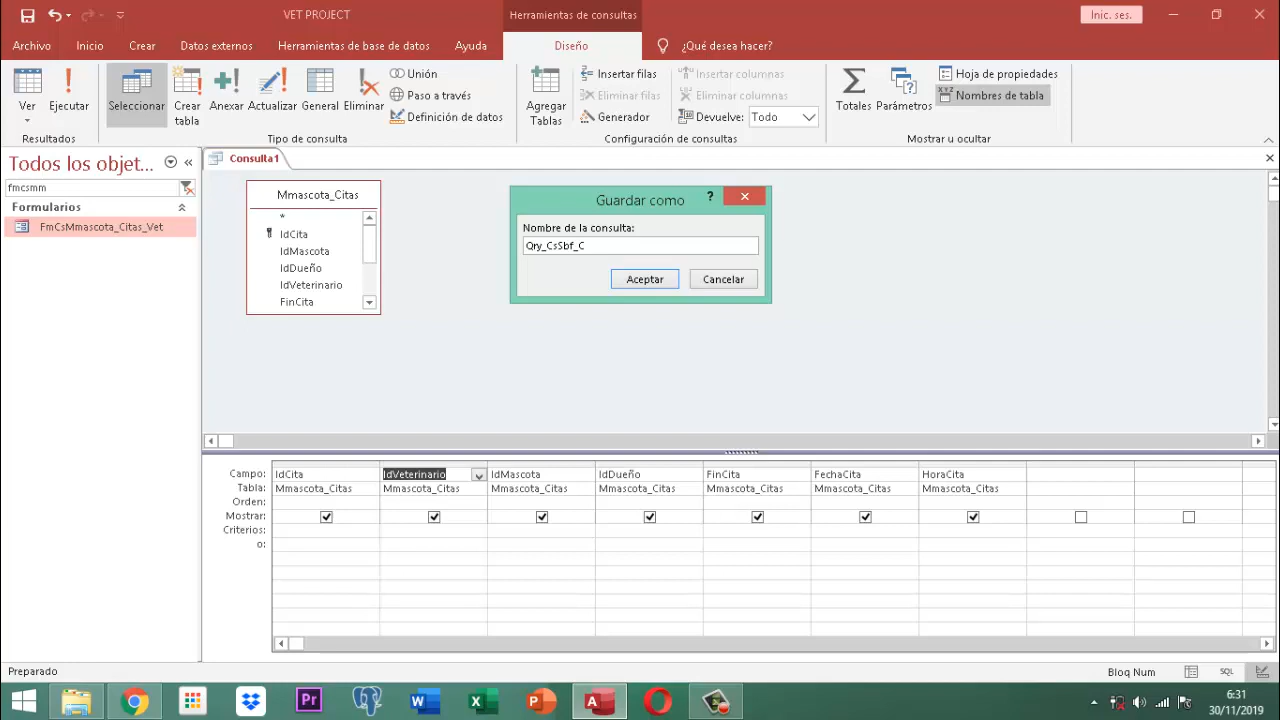 VET PROJECT
Herramientas de consultas
Inic. ses.
Archivo
Inicio
Crear
Datos externos
Herramientas de base de datos
Ayuda
Diseño
¿Qué desea hacer?
Ver
Ejecutar
Resultados
Seleccionar
Crear tabla
Anexar
Actualizar
General
Eliminar
Unión
Paso a través
Definición de datos
Tipo de consulta
Agregar Tablas
Insertar filas
Eliminar filas
Generador
Insertar columnas
Eliminar columnas
Devuelve: Todo
Configuración de consultas
Totales
Parámetros
Hoja de propiedades
XYZ Nombres de tabla
Mostrar u ocultar
Todos los objet...
fmcsmm
Formularios
FmCsMmascota_Citas_Vet
Consulta1
Mmascota_Citas
*
IdCita
IdMascota
IdDueño
IdVeterinario
FinCita
Guardar como
?
Nombre de la consulta:
Qry_CsSbf_C
Aceptar
Cancelar
Campo: IdCita IdVeterinario IdMascota IdDueño FinCita FechaCita HoraCita
Tabla: Mmascota_Citas Mmascota_Citas Mmascota_Citas Mmascota_Citas Mmascota_Citas Mmascota_Citas Mmascota_Citas
Orden:
Mostrar:
Criterios:
o:
Preparado
Bloq Num
SQL
Pr
W
X
P
A
6:31
30/11/2019